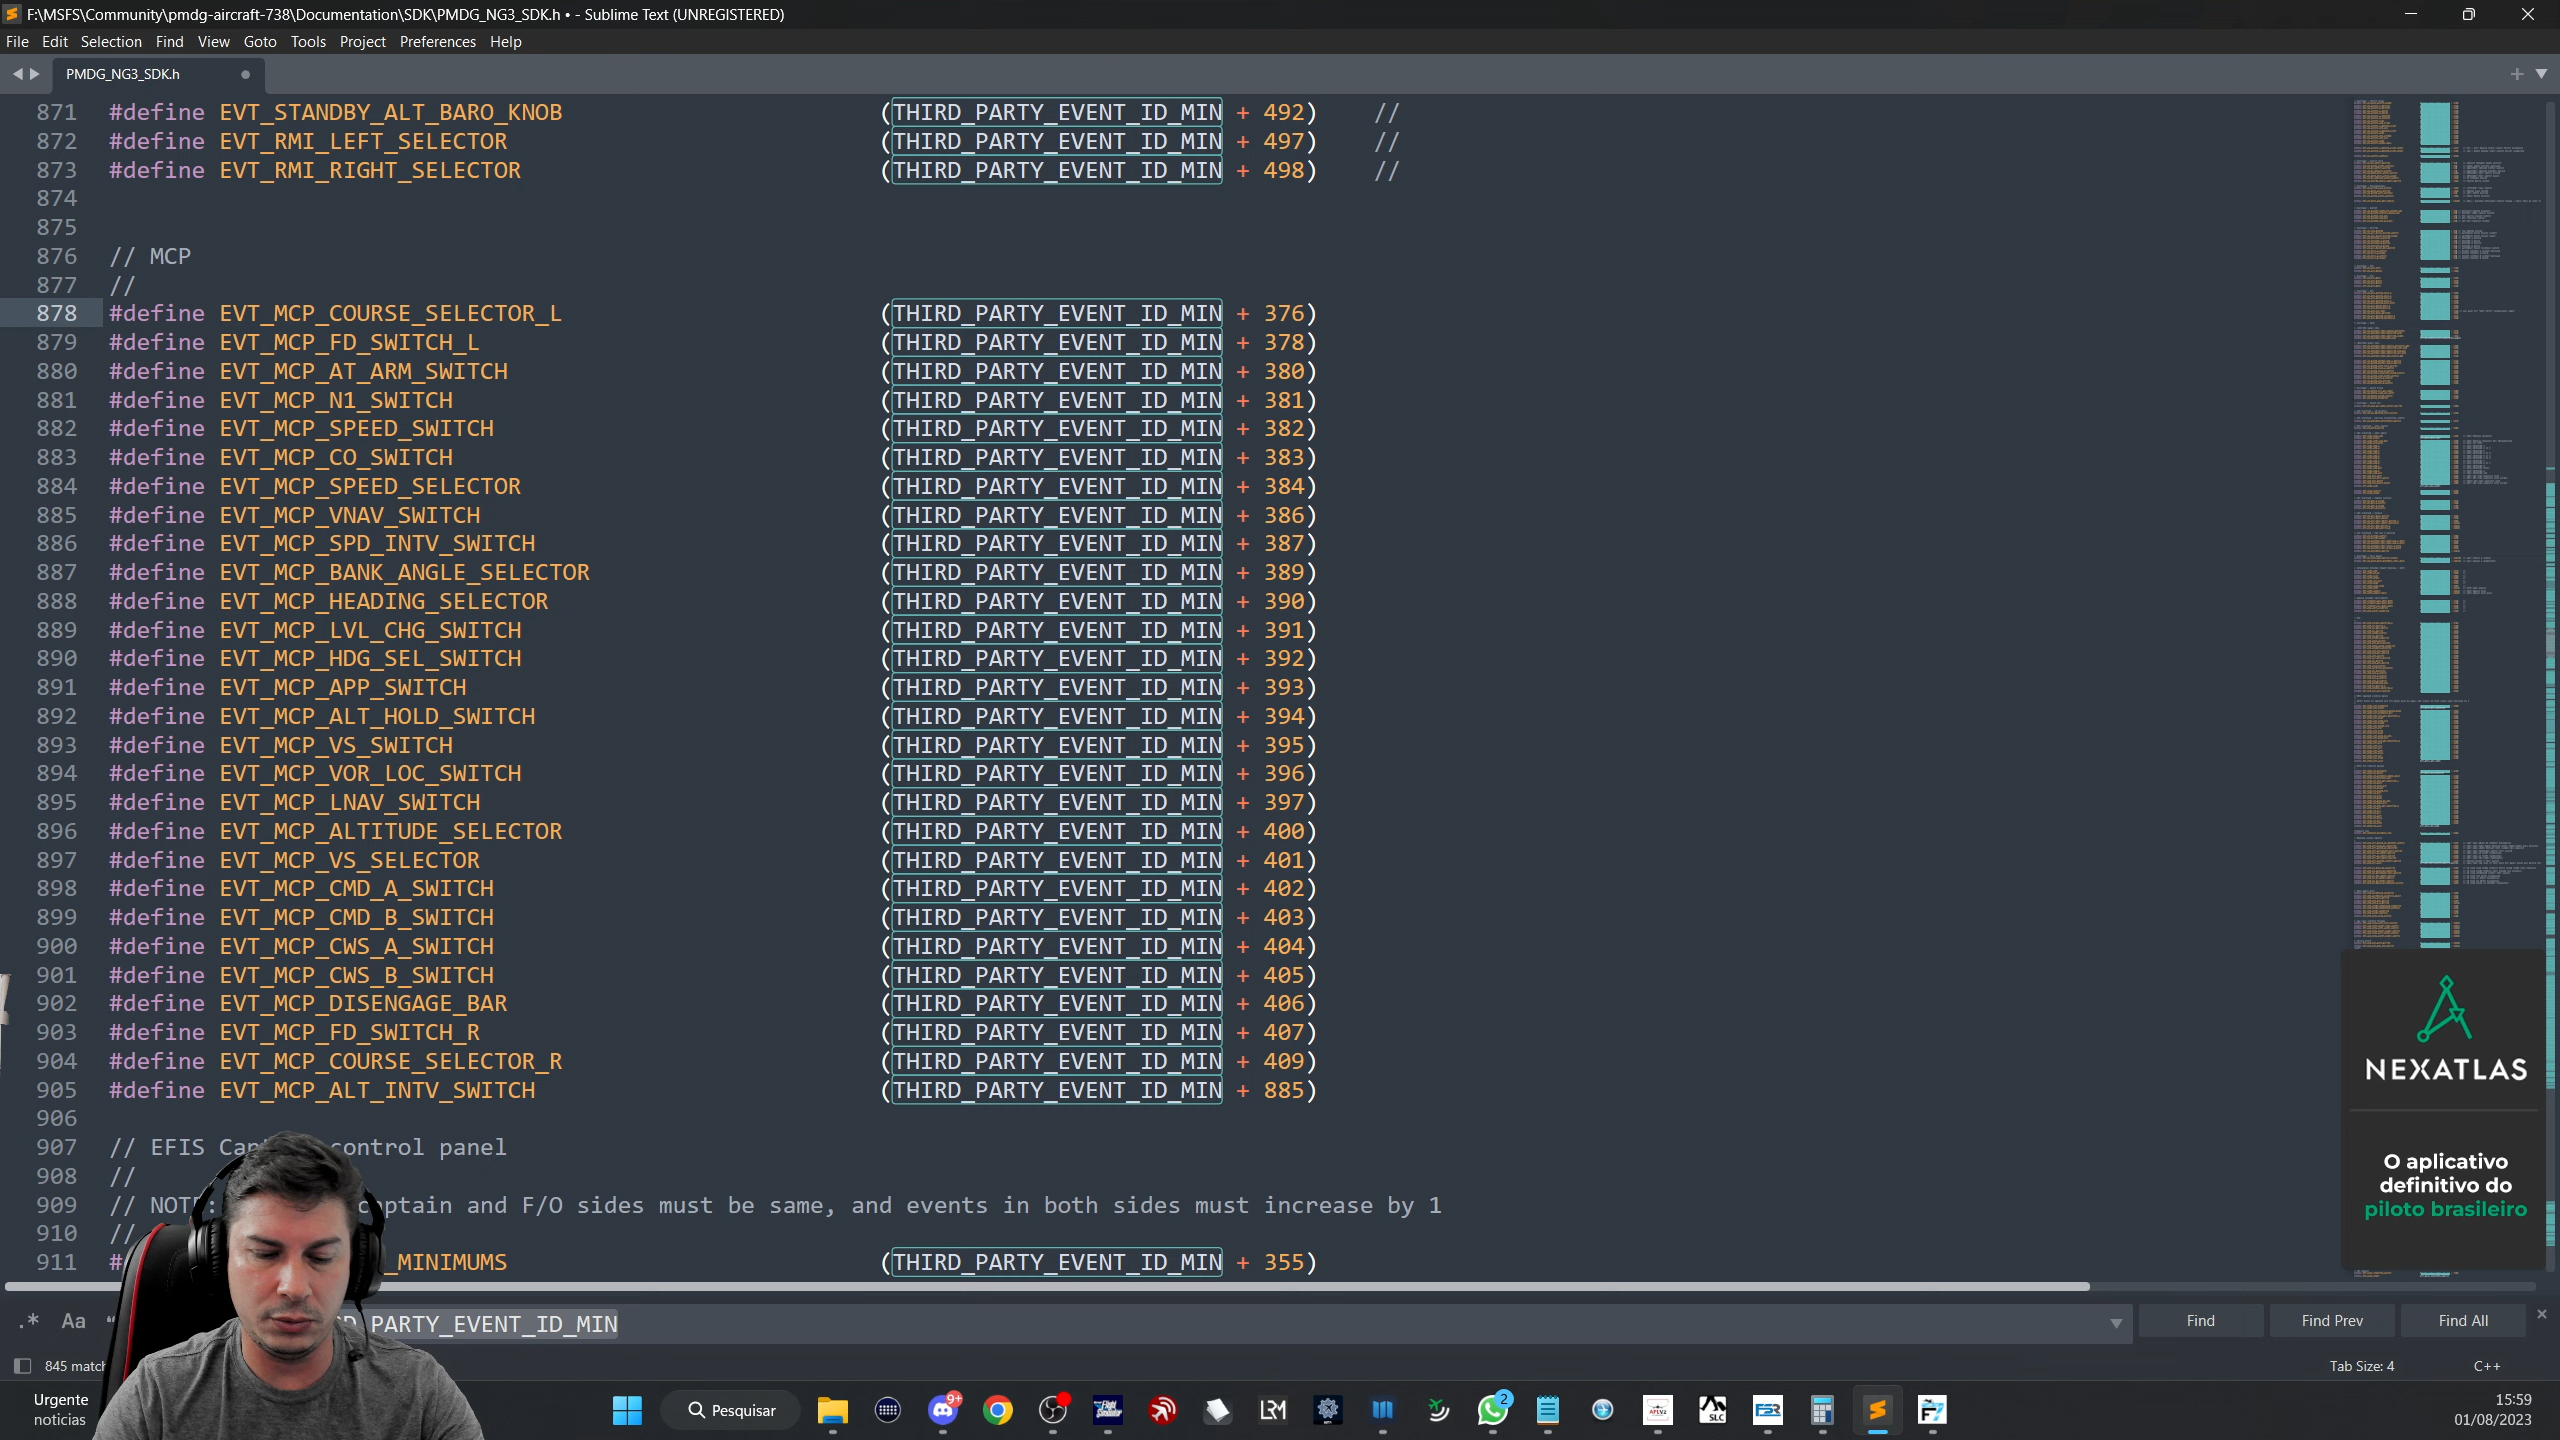 F:\MSFS\Community\pmdg-aircraft-738\Documentation\SDK\PMDG_NG3_SDK.h • - Sublime Text (UNREGISTERED)
File Edit Selection Find View Goto Tools Project Preferences Help
PMDG_NG3_SDK.h
871 #define EVT_STANDBY_ALT_BARO_KNOB (THIRD_PARTY_EVENT_ID_MIN + 492) //
872 #define EVT_RMI_LEFT_SELECTOR (THIRD_PARTY_EVENT_ID_MIN + 497) //
873 #define EVT_RMI_RIGHT_SELECTOR (THIRD_PARTY_EVENT_ID_MIN + 498) //
874
875
876 // MCP
877 //
878 #define EVT_MCP_COURSE_SELECTOR_L (THIRD_PARTY_EVENT_ID_MIN + 376)
879 #define EVT_MCP_FD_SWITCH_L (THIRD_PARTY_EVENT_ID_MIN + 378)
880 #define EVT_MCP_AT_ARM_SWITCH (THIRD_PARTY_EVENT_ID_MIN + 380)
881 #define EVT_MCP_N1_SWITCH (THIRD_PARTY_EVENT_ID_MIN + 381)
882 #define EVT_MCP_SPEED_SWITCH (THIRD_PARTY_EVENT_ID_MIN + 382)
883 #define EVT_MCP_CO_SWITCH (THIRD_PARTY_EVENT_ID_MIN + 383)
884 #define EVT_MCP_SPEED_SELECTOR (THIRD_PARTY_EVENT_ID_MIN + 384)
885 #define EVT_MCP_VNAV_SWITCH (THIRD_PARTY_EVENT_ID_MIN + 386)
886 #define EVT_MCP_SPD_INTV_SWITCH (THIRD_PARTY_EVENT_ID_MIN + 387)
887 #define EVT_MCP_BANK_ANGLE_SELECTOR (THIRD_PARTY_EVENT_ID_MIN + 389)
888 #define EVT_MCP_HEADING_SELECTOR (THIRD_PARTY_EVENT_ID_MIN + 390)
889 #define EVT_MCP_LVL_CHG_SWITCH (THIRD_PARTY_EVENT_ID_MIN + 391)
890 #define EVT_MCP_HDG_SEL_SWITCH (THIRD_PARTY_EVENT_ID_MIN + 392)
891 #define EVT_MCP_APP_SWITCH (THIRD_PARTY_EVENT_ID_MIN + 393)
892 #define EVT_MCP_ALT_HOLD_SWITCH (THIRD_PARTY_EVENT_ID_MIN + 394)
893 #define EVT_MCP_VS_SWITCH (THIRD_PARTY_EVENT_ID_MIN + 395)
894 #define EVT_MCP_VOR_LOC_SWITCH (THIRD_PARTY_EVENT_ID_MIN + 396)
895 #define EVT_MCP_LNAV_SWITCH (THIRD_PARTY_EVENT_ID_MIN + 397)
896 #define EVT_MCP_ALTITUDE_SELECTOR (THIRD_PARTY_EVENT_ID_MIN + 400)
897 #define EVT_MCP_VS_SELECTOR (THIRD_PARTY_EVENT_ID_MIN + 401)
898 #define EVT_MCP_CMD_A_SWITCH (THIRD_PARTY_EVENT_ID_MIN + 402)
899 #define EVT_MCP_CMD_B_SWITCH (THIRD_PARTY_EVENT_ID_MIN + 403)
900 #define EVT_MCP_CWS_A_SWITCH (THIRD_PARTY_EVENT_ID_MIN + 404)
901 #define EVT_MCP_CWS_B_SWITCH (THIRD_PARTY_EVENT_ID_MIN + 405)
902 #define EVT_MCP_DISENGAGE_BAR (THIRD_PARTY_EVENT_ID_MIN + 406)
903 #define EVT_MCP_FD_SWITCH_R (THIRD_PARTY_EVENT_ID_MIN + 407)
904 #define EVT_MCP_COURSE_SELECTOR_R (THIRD_PARTY_EVENT_ID_MIN + 409)
905 #define EVT_MCP_ALT_INTV_SWITCH (THIRD_PARTY_EVENT_ID_MIN + 885)
906
907 // EFIS control panel
908 //
909 // and F/O sides must be same, and events in both sides must increase by 1
910 //
911 _MINIMUMS (THIRD_PARTY_EVENT_ID_MIN + 355)
NEXATLAS
O aplicativo
definitivo do
piloto brasileiro
.* Aa PARTY_EVENT_ID_MIN Find Find Prev Find All
845 Tab Size: 4 C++
Urgente
noticias
Pesquisar
9+
2
LRM
SLC
FSR
15:59
01/08/2023